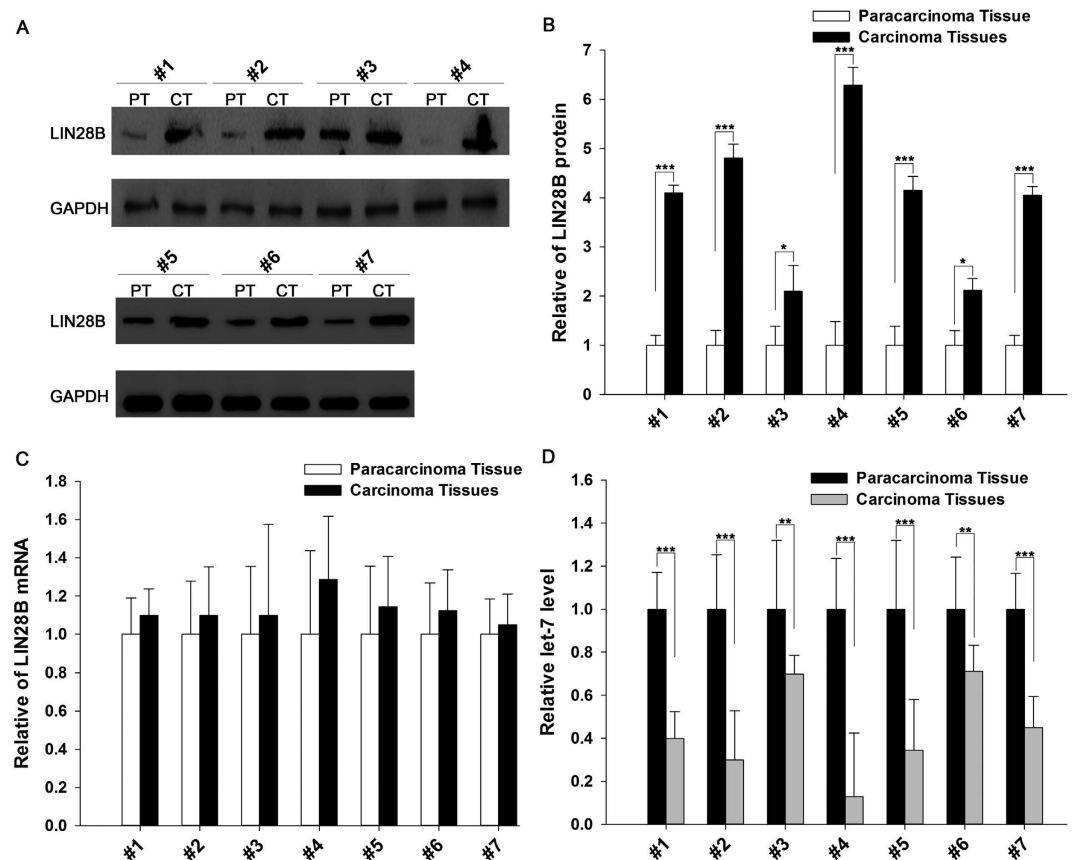 A
#1 #2 #3 #4
PT CT PT CT PT CT PT CT
LIN28B
GAPDH
#5 #6 #7
PT CT PT CT PT CT
LIN28B
GAPDH
B
Paracarcinoma Tissue
Carcinoma Tissues
Relative of LIN28B protein
7
6
5
4
3
2
1
0
*** *** * *** *** * ***
#1 #2 #3 #4 #5 #6 #7
C
Paracarcinoma Tissue
Carcinoma Tissues
Relative of LIN28B mRNA
1.8
1.6
1.4
1.2
1.0
0.8
0.6
0.4
0.2
0.0
#1 #2 #3 #4 #5 #6 #7
D
Paracarcinoma Tissue
Carcinoma Tissues
Relative let-7 level
1.6
1.4
1.2
1.0
0.8
0.6
0.4
0.2
0.0
*** *** ** *** *** ** ***
#1 #2 #3 #4 #5 #6 #7